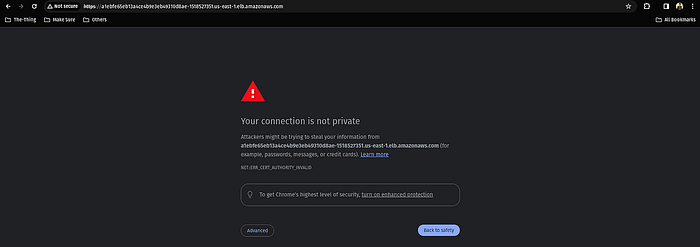 Not secure https://a1ebfe65eb13a4ce4b9e3eb49310d8ae-1518527351.us-east-1.elb.amazonaws.com
The-Thing Make Sure Others All Bookmarks
Your connection is not private
Attackers might be trying to steal your information from
a1ebfe65eb13a4ce4b9e3eb49310d8ae-1518527351.us-east-1.elb.amazonaws.com (for
example, passwords, messages, or credit cards). Learn more
NET::ERR_CERT_AUTHORITY_INVALID
To get Chrome's highest level of security, turn on enhanced protection
Advanced Back to safety